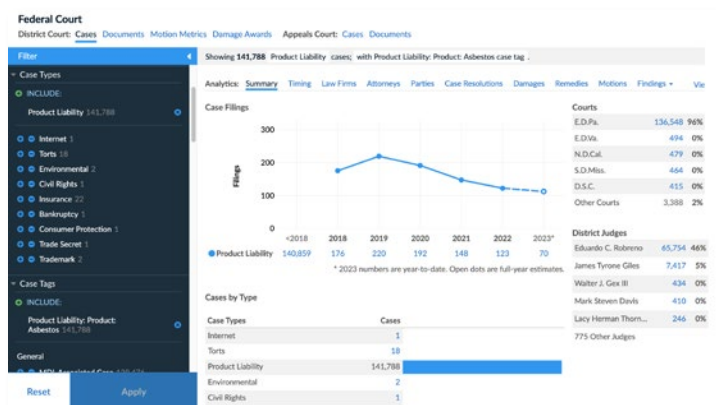 Federal Court
District Court: Cases Documents Motion Metrics Damage Awards Appeals Court: Cases Documents
Filter
Case Types
INCLUDE:
Product Liability 141,788
Internet 1
Torts 18
Environmental 2
Civil Rights 1
Insurance 22
Bankruptcy 1
Consumer Protection 1
Trade Secret 1
Trademark 2
Case Tags
INCLUDE:
Product Liability: Product:
Asbestos 141,788
General
Reset Apply
Showing 141,788 Product Liability cases; with Product Liability: Product: Asbestos case tag .
Analytics: Summary Timing Law Firms Attorneys Parties Case Resolutions Damages Remedies Motions Findings Vie
Case Filings
Filings
300
200
100
0
<2018 2018 2019 2020 2021 2022 2023*
Product Liability 140,859 176 220 192 148 123 70
* 2023 numbers are year-to-date. Open dots are full-year estimates.
Cases by Type
Case Types Cases
Internet 1
Torts 18
Product Liability 141,788
Environmental 2
Civil Rights 1
Courts
E.D.Pa. 136,548 96%
E.D.Va. 494 0%
N.D.Cal. 479 0%
S.D.Miss. 464 0%
D.S.C. 415 0%
Other Courts 3,388 2%
District Judges
Eduardo C. Robreno 65,754 46%
James Tyrone Giles 7,417 5%
Walter J. Gex III 434 0%
Mark Steven Davis 410 0%
Lacy Herman Thorn... 246 0%
775 Other Judges